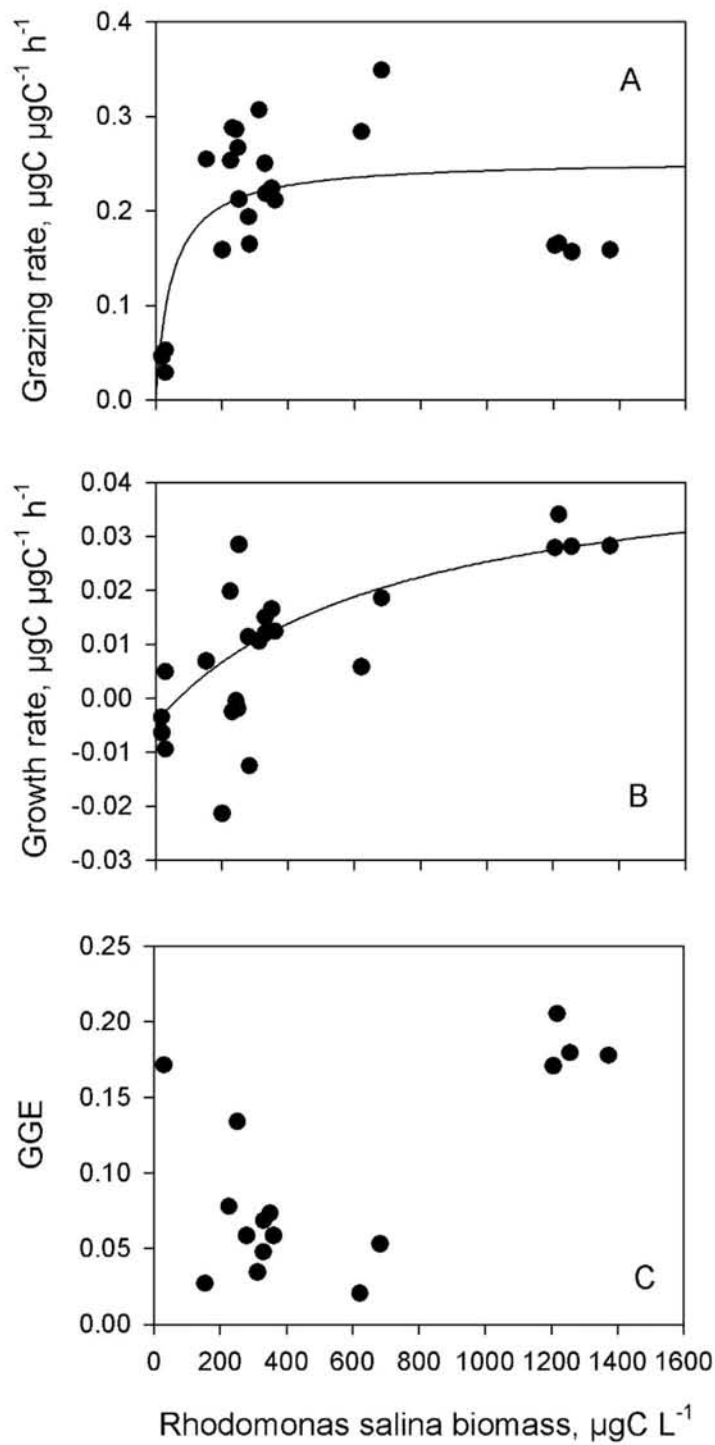 0.4
A
0.3
0.2
0.1
0.0
Grazing rate, µgC µgC⁻¹ h⁻¹
0.04
0.03
0.02
0.01
0.00
-0.01
-0.02
-0.03
B
Growth rate, µgC µgC⁻¹ h⁻¹
0.25
0.20
0.15
0.10
0.05
0.00
C
GGE
0 200 400 600 800 1000 1200 1400 1600
Rhodomonas salina biomass, µgC L⁻¹